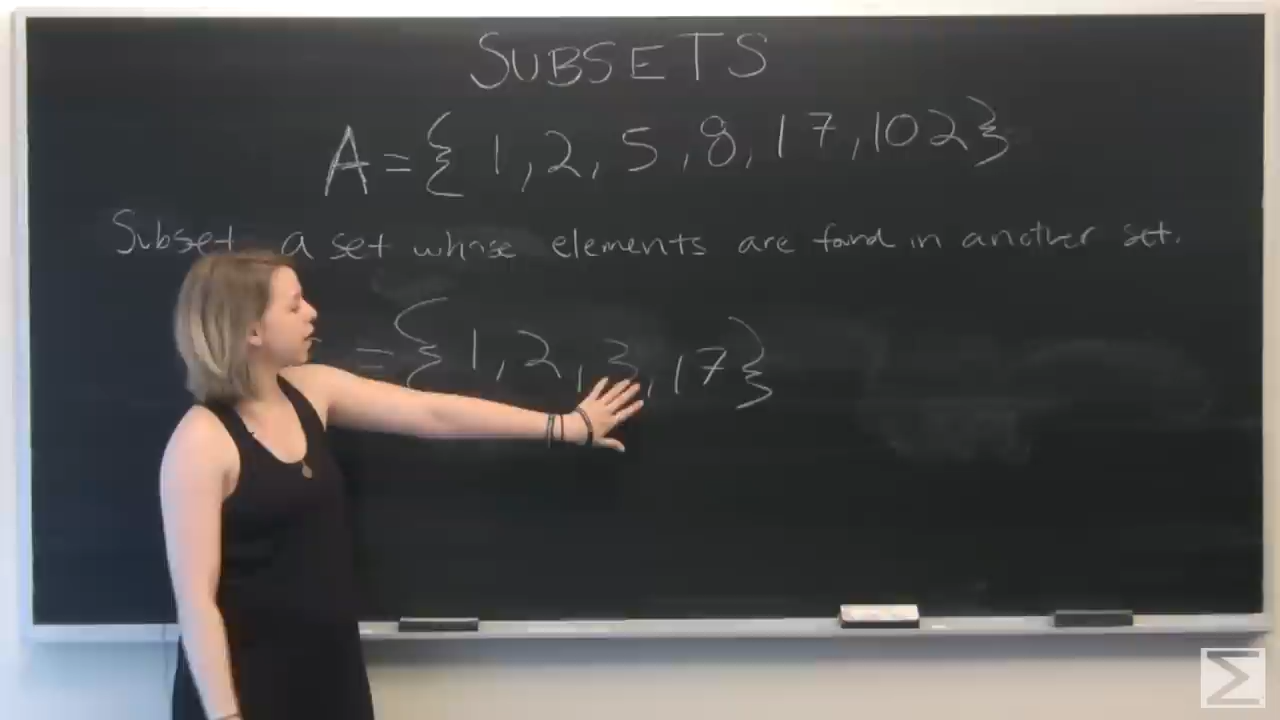 SUBSETS
A={1,2,5,8,17,102}
Subset a set whose elements are found in another set.
={1,2,3,17}
Σ